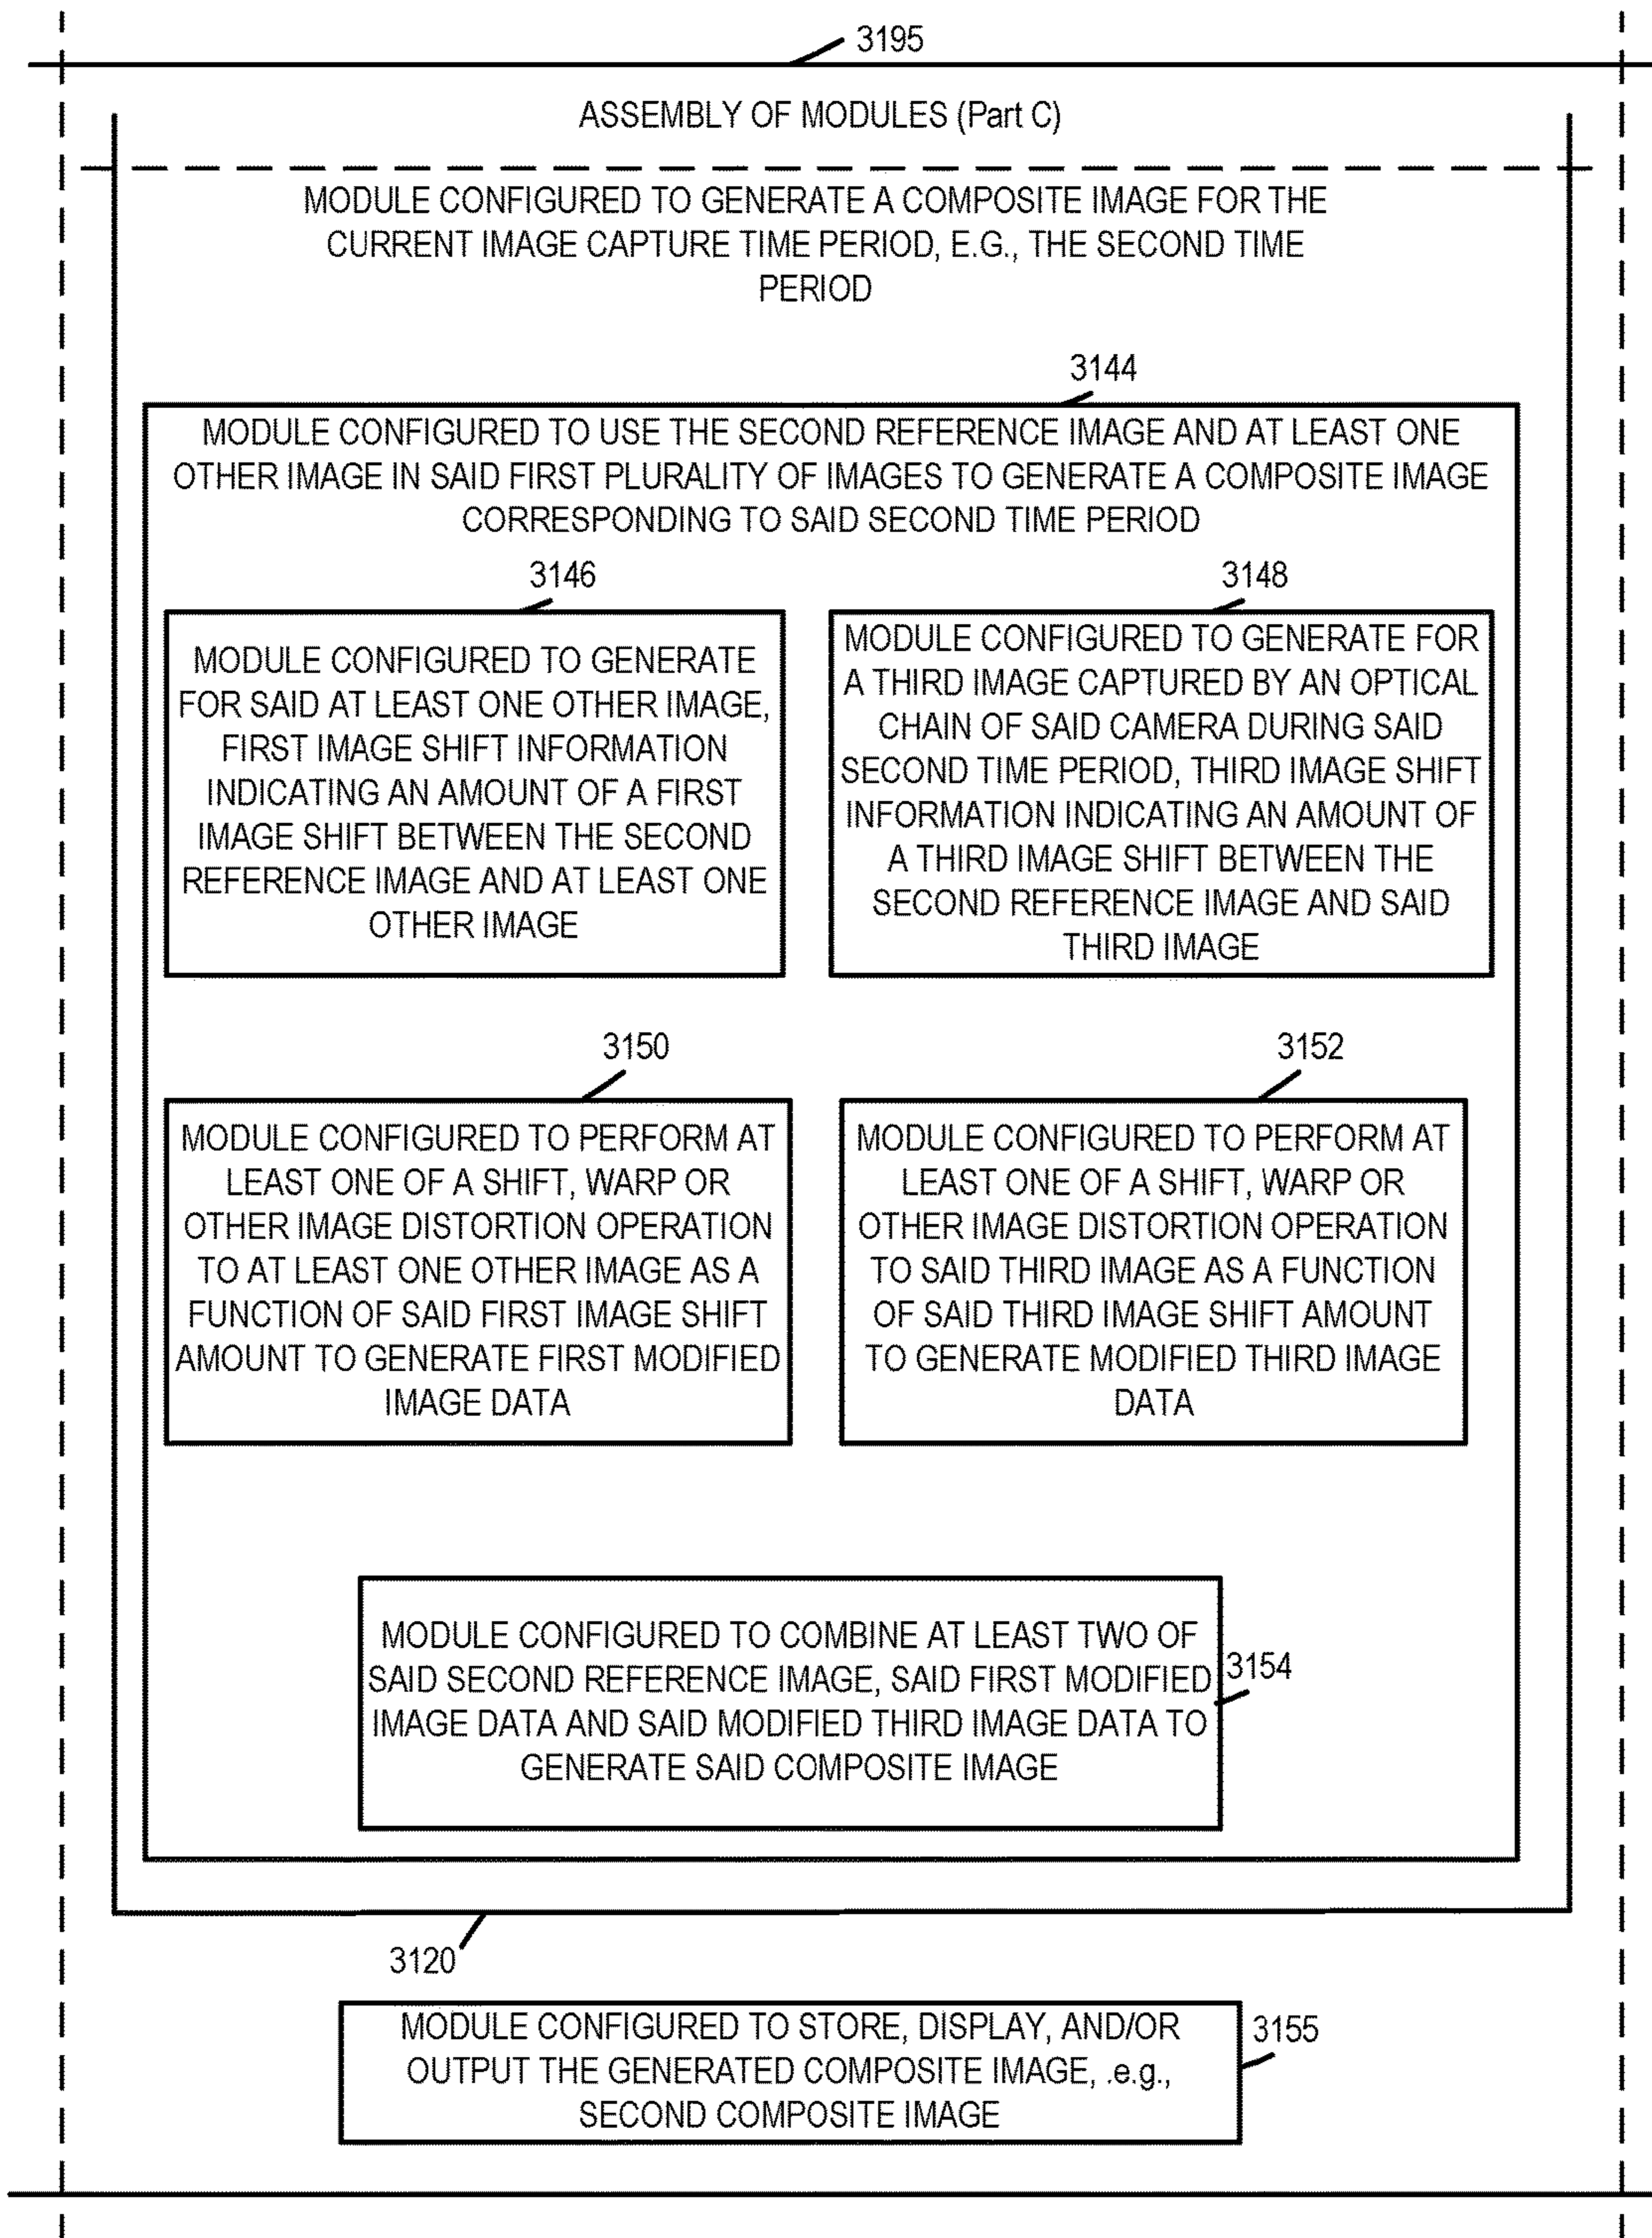 3195
ASSEMBLY OF MODULES (Part C)
MODULE CONFIGURED TO GENERATE A COMPOSITE IMAGE FOR THE
CURRENT IMAGE CAPTURE TIME PERIOD, E.G., THE SECOND TIME
PERIOD
3144
MODULE CONFIGURED TO USE THE SECOND REFERENCE IMAGE AND AT LEAST ONE
OTHER IMAGE IN SAID FIRST PLURALITY OF IMAGES TO GENERATE A COMPOSITE IMAGE
CORRESPONDING TO SAID SECOND TIME PERIOD
3146
MODULE CONFIGURED TO GENERATE
FOR SAID AT LEAST ONE OTHER IMAGE,
FIRST IMAGE SHIFT INFORMATION
INDICATING AN AMOUNT OF A FIRST
IMAGE SHIFT BETWEEN THE SECOND
REFERENCE IMAGE AND AT LEAST ONE
OTHER IMAGE
3148
MODULE CONFIGURED TO GENERATE FOR
A THIRD IMAGE CAPTURED BY AN OPTICAL
CHAIN OF SAID CAMERA DURING SAID
SECOND TIME PERIOD, THIRD IMAGE SHIFT
INFORMATION INDICATING AN AMOUNT OF
A THIRD IMAGE SHIFT BETWEEN THE
SECOND REFERENCE IMAGE AND SAID
THIRD IMAGE
3150
MODULE CONFIGURED TO PERFORM AT
LEAST ONE OF A SHIFT, WARP OR
OTHER IMAGE DISTORTION OPERATION
TO AT LEAST ONE OTHER IMAGE AS A
FUNCTION OF SAID FIRST IMAGE SHIFT
AMOUNT TO GENERATE FIRST MODIFIED
IMAGE DATA
3152
MODULE CONFIGURED TO PERFORM AT
LEAST ONE OF A SHIFT, WARP OR
OTHER IMAGE DISTORTION OPERATION
TO SAID THIRD IMAGE AS A FUNCTION
OF SAID THIRD IMAGE SHIFT AMOUNT
TO GENERATE MODIFIED THIRD IMAGE
DATA
MODULE CONFIGURED TO COMBINE AT LEAST TWO OF
SAID SECOND REFERENCE IMAGE, SAID FIRST MODIFIED
IMAGE DATA AND SAID MODIFIED THIRD IMAGE DATA TO
GENERATE SAID COMPOSITE IMAGE
3154
3120
MODULE CONFIGURED TO STORE, DISPLAY, AND/OR
OUTPUT THE GENERATED COMPOSITE IMAGE, .e.g.,
SECOND COMPOSITE IMAGE
3155